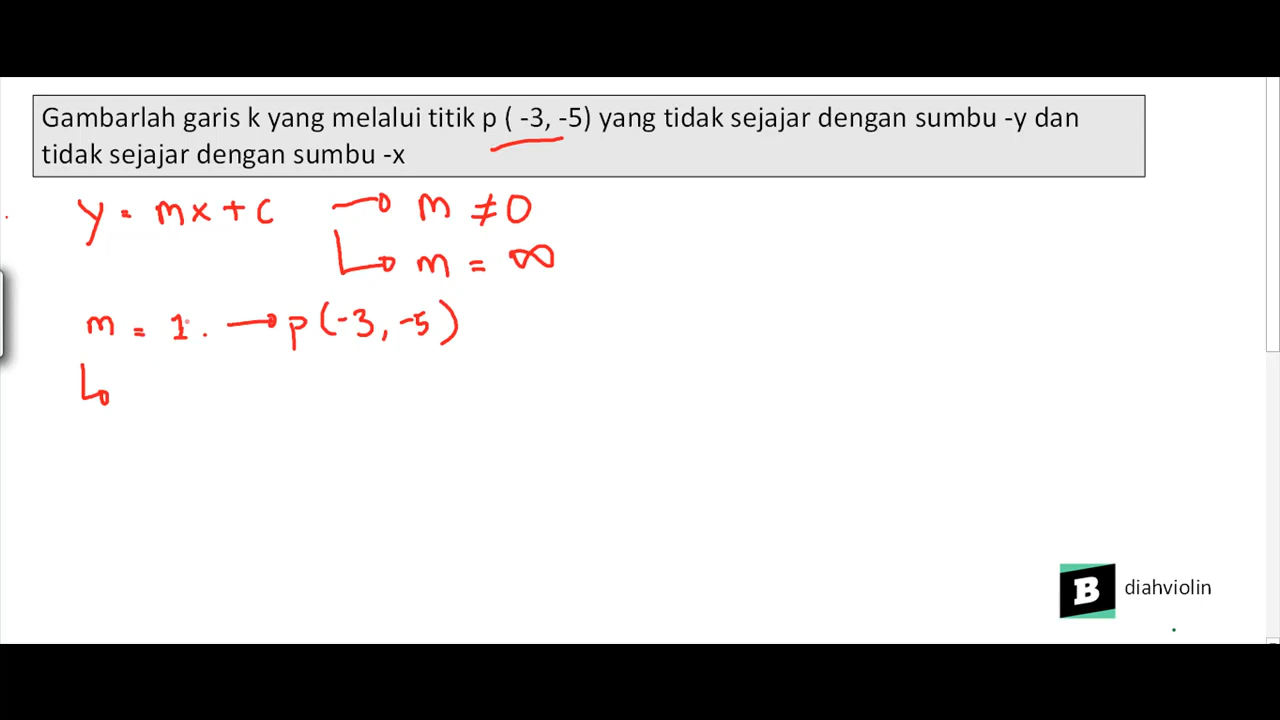 Gambarlah garis k yang melalui titik p ( -3, -5) yang tidak sejajar dengan sumbu -y dan
tidak sejajar dengan sumbu -x
y = mx + c → m ≠ 0
m = ∞
m = 1. → p (-3, -5)
B diahviolin